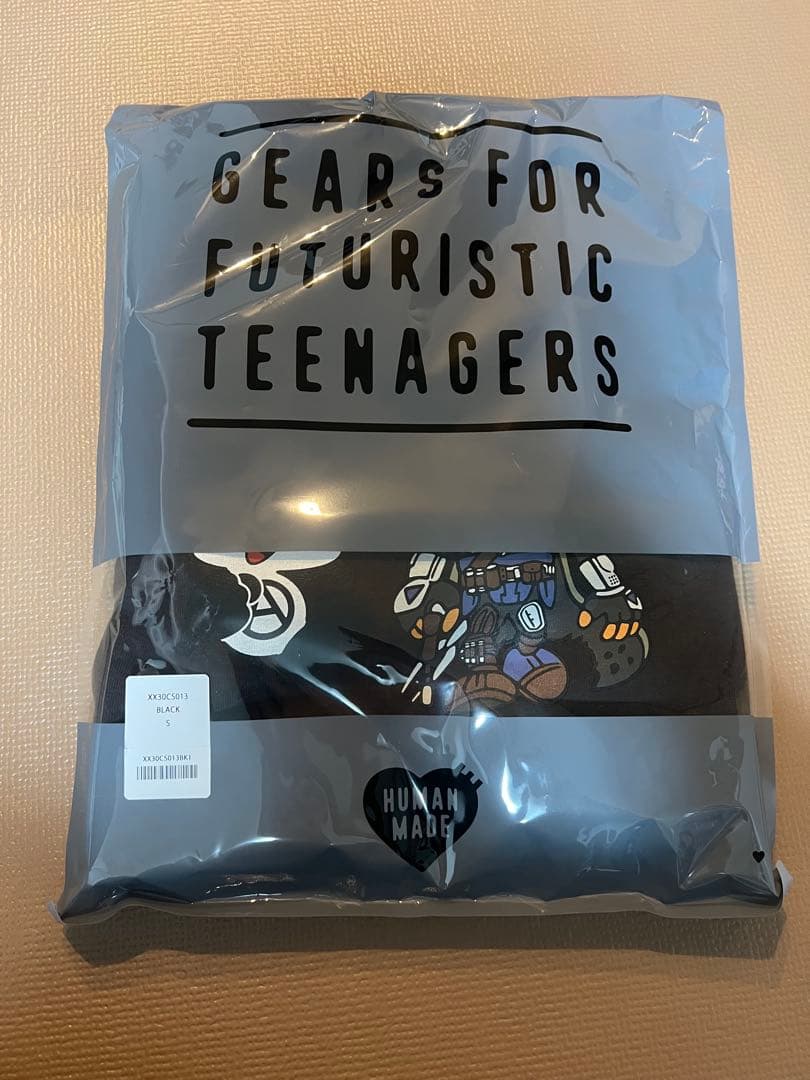 GEARS FOR
FUTURISTIC
TEENAGERS
XX30CS013
BLACK
S
XX30CS013BK1
HUMAN
MADE